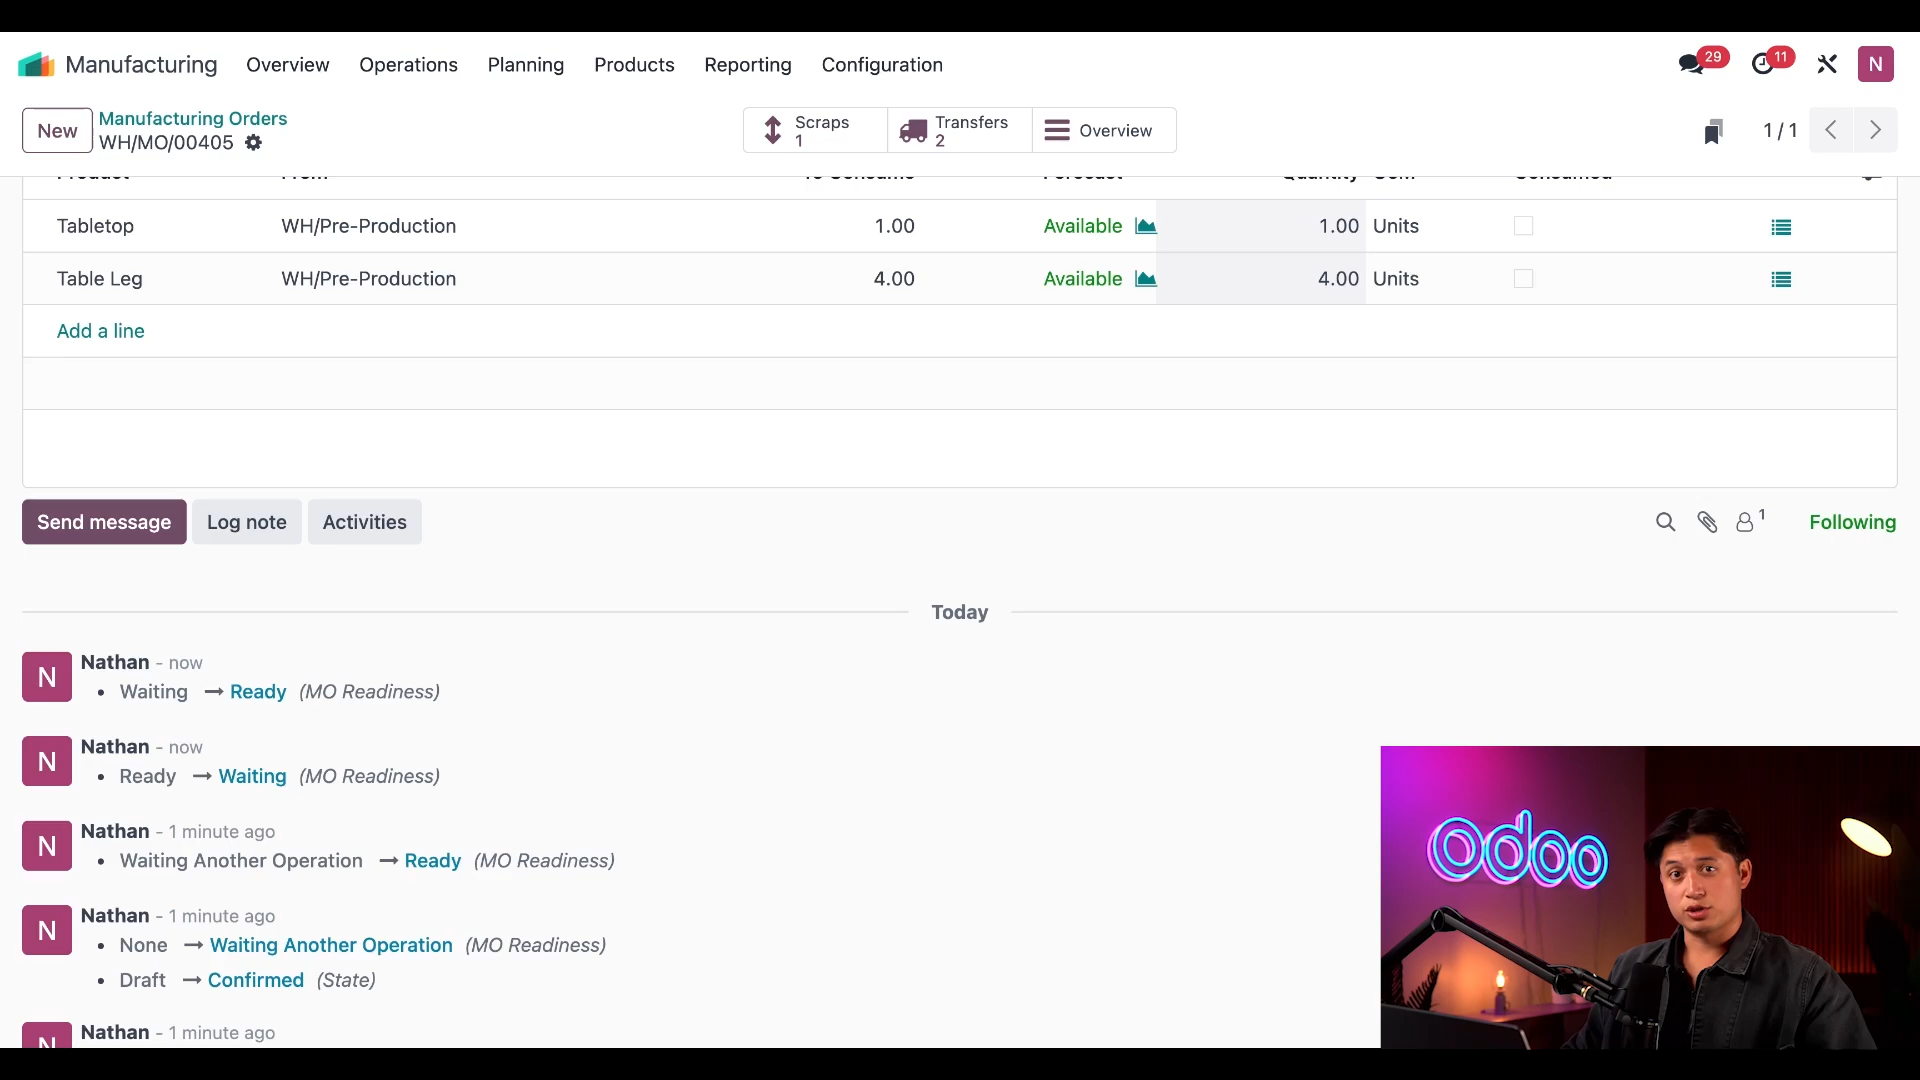 Manufacturing Overview Operations Planning Products Reporting Configuration 29 11 N
New Manufacturing Orders WH/MO/00405 Scraps 1 Transfers 2 Overview 1 / 1
Tabletop WH/Pre-Production 1.00 Available 1.00 Units
Table Leg WH/Pre-Production 4.00 Available 4.00 Units
Add a line
Send message Log note Activities 1 Following
Today
N Nathan - now
• Waiting → Ready (MO Readiness)
N Nathan - now
• Ready → Waiting (MO Readiness)
N Nathan - 1 minute ago
• Waiting Another Operation → Ready (MO Readiness)
N Nathan - 1 minute ago
• None → Waiting Another Operation (MO Readiness)
• Draft → Confirmed (State)
N Nathan - 1 minute ago
odoo